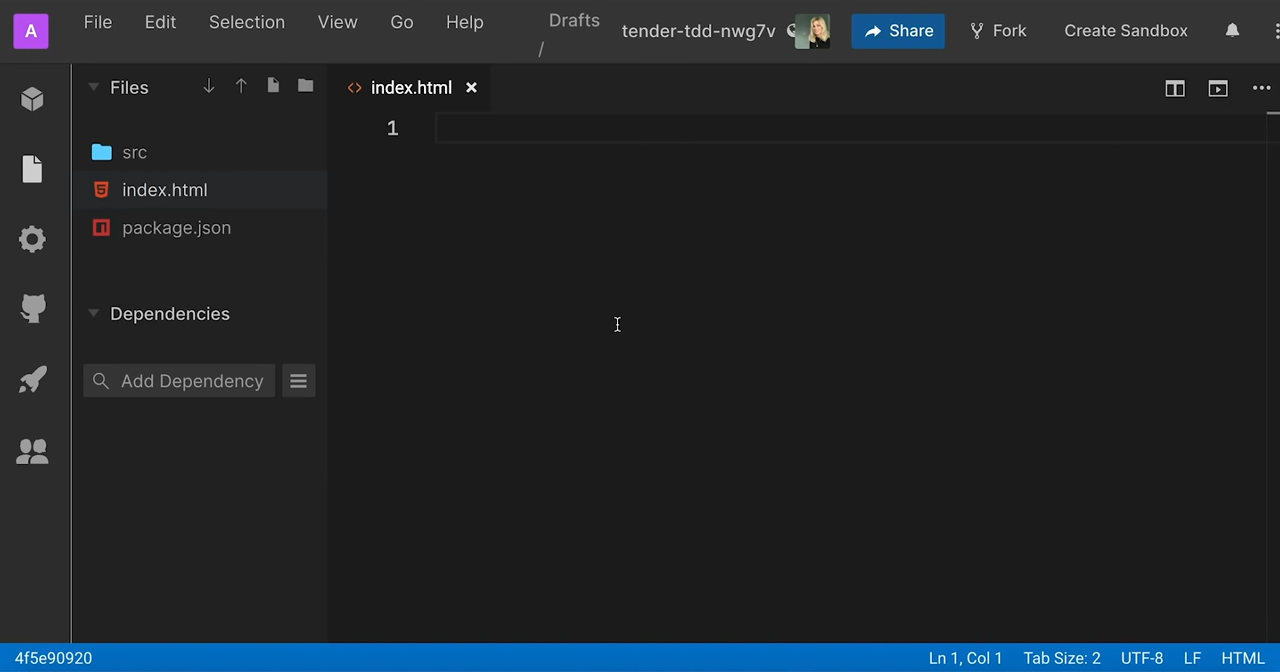 A File Edit Selection View Go Help Drafts / tender-tdd-nwg7v Share Fork Create Sandbox
Files
index.html
1
src
index.html
package.json
Dependencies
Add Dependency
4f5e90920 Ln 1, Col 1 Tab Size: 2 UTF-8 LF HTML